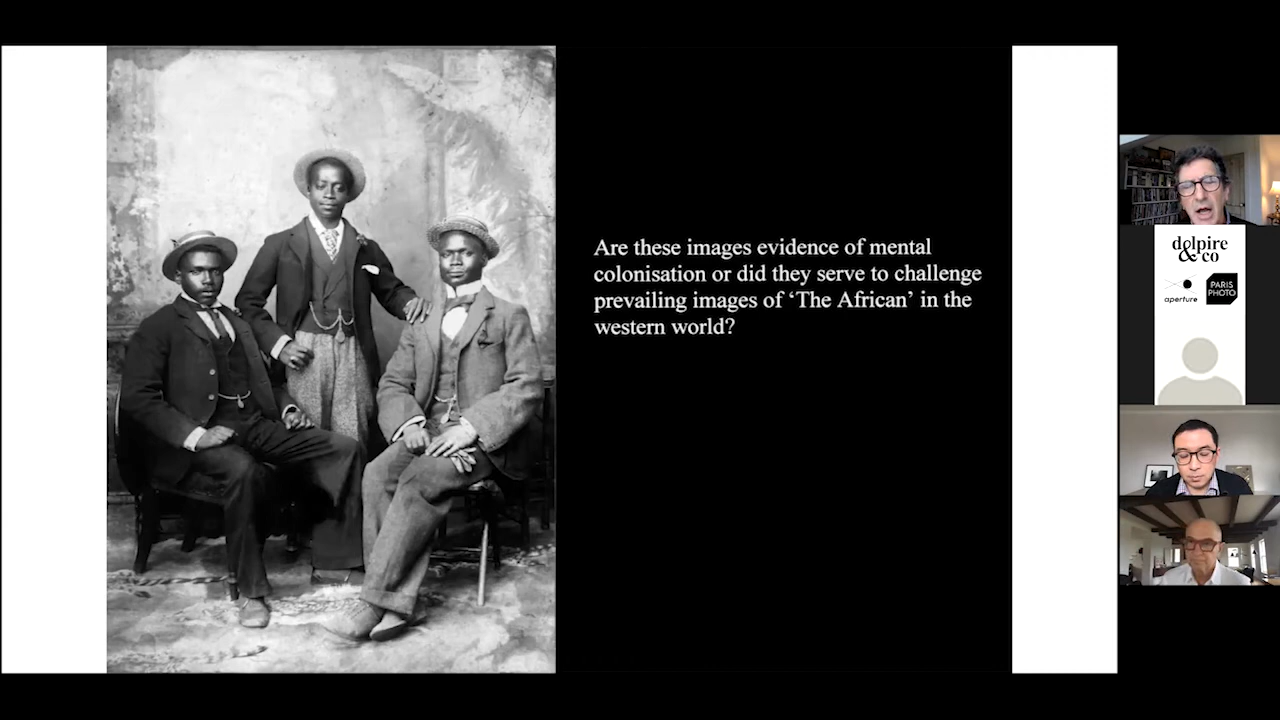 Are these images evidence of mental
colonisation or did they serve to challenge
prevailing images of ‘The African’ in the
western world?
delpire
& co
aperture
PARIS
PHOTO